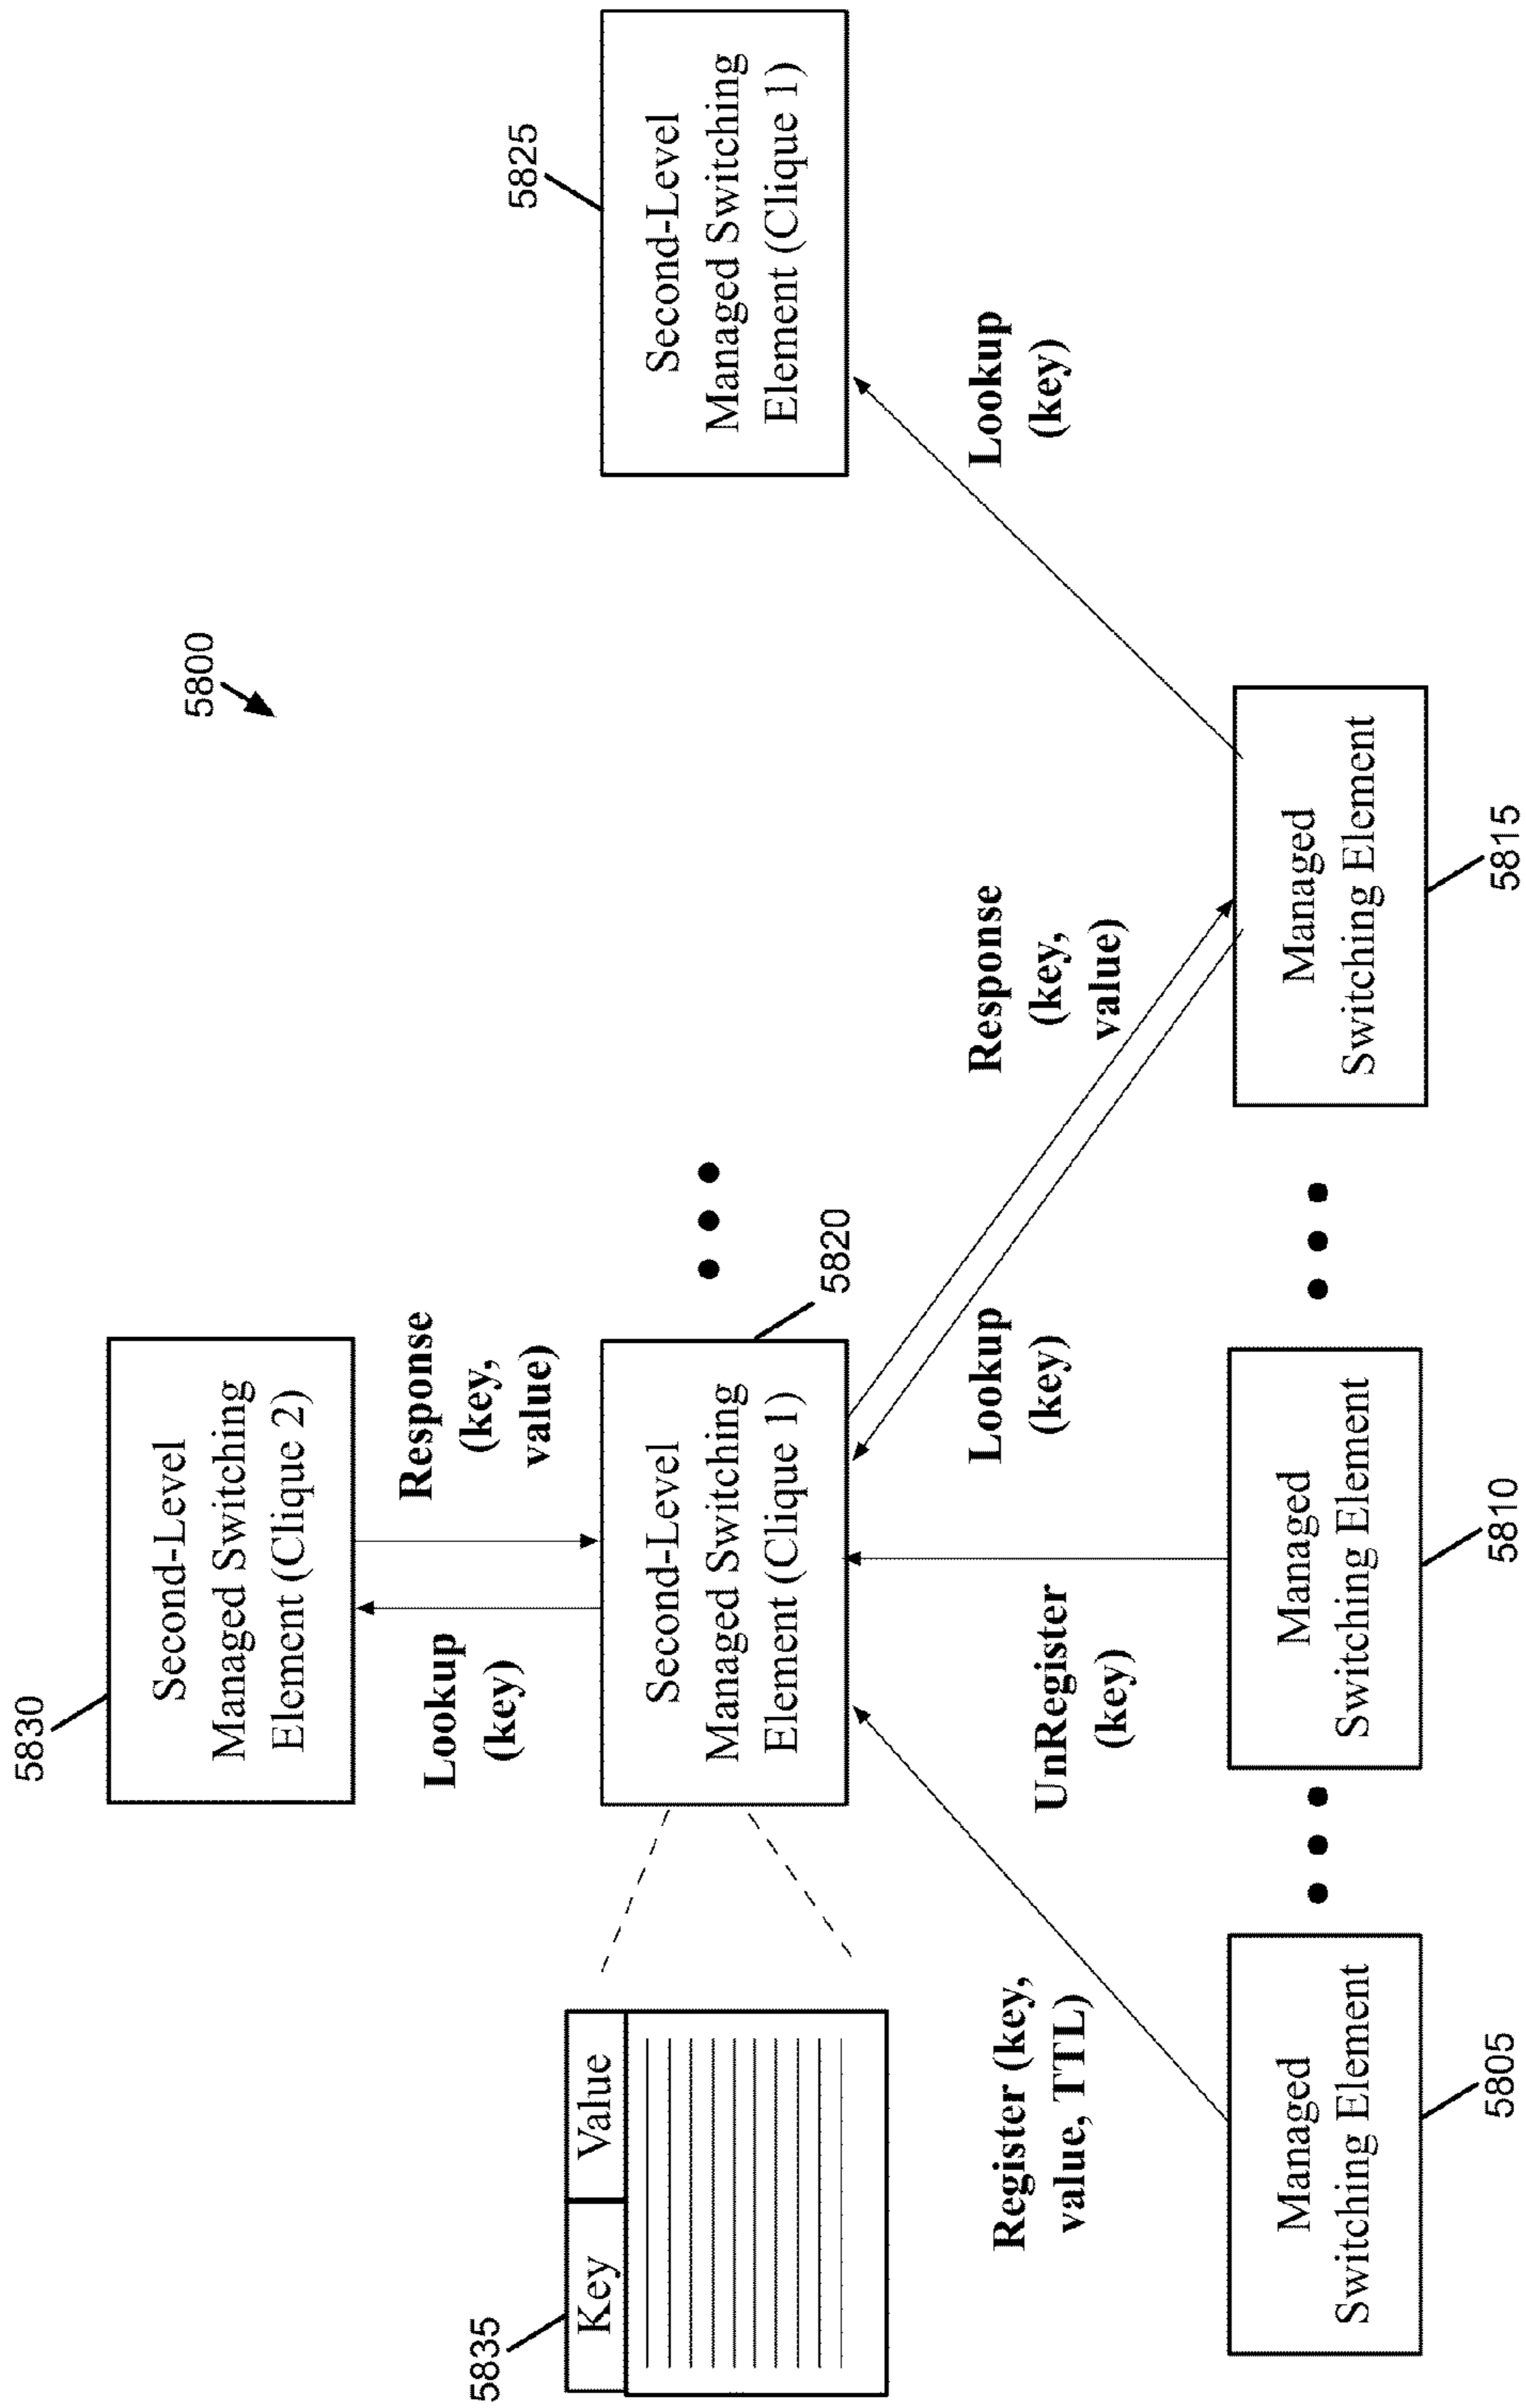 5800
5830
Second-Level
Managed Switching
Element (Clique 2)
Lookup
(key)
Response
(key,
value)
5835
Key Value
Second-Level
Managed Switching
Element (Clique 1)
5820
5825
Second-Level
Managed Switching
Element (Clique 1)
Register (key,
value, TTL)
UnRegister
(key)
Lookup
(key)
Response
(key,
value)
Lookup
(key)
Managed
Switching Element
5805
Managed
Switching Element
5810
Managed
Switching Element
5815